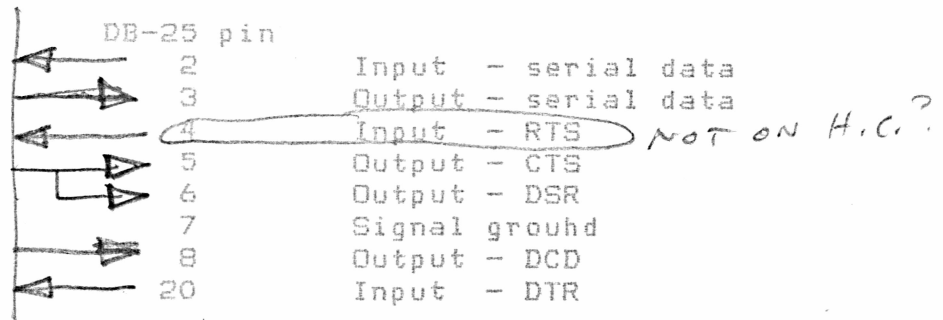 DB-25 pin
2 Input - serial data
3 Output - serial data
4 Input - RTS NOT ON H.C.?
5 Output - CTS
6 Output - DSR
7 Signal grouhd
8 Output - DCD
20 Input - DTR